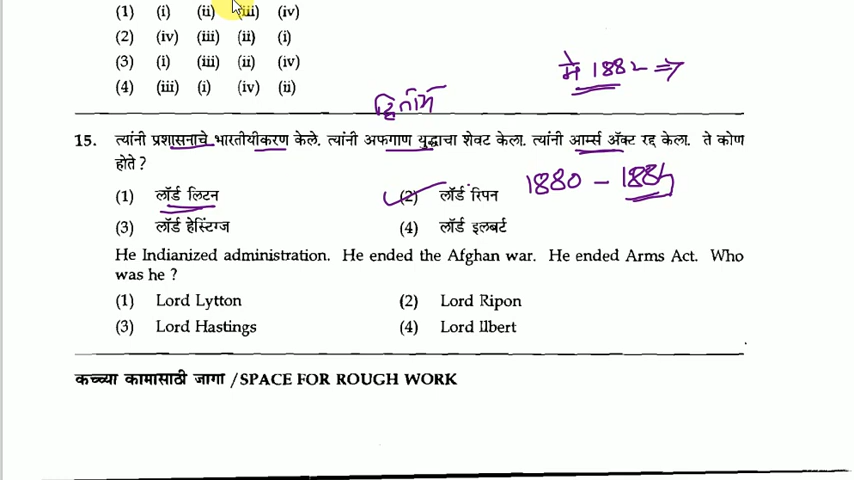 (1) (i) (ii) (iii) (iv)
(2) (iv) (iii) (ii) (i)
(3) (i) (iii) (ii) (iv)
(4) (iii) (i) (iv) (ii)
मे 1882 ⇒
15. त्यांनी प्रशासनाचे भारतीयीकरण केले. त्यांनी अफगाण युद्धाचा शेवट केला. त्यांनी आर्म्स अ‍ॅक्ट रद्द केला. ते कोण
होते ?
(1) लॉर्ड लिटन (2) लॉर्ड रिपन 1880 –
(3) लॉर्ड हेस्टिंग्ज (4) लॉर्ड इलबर्ट
He Indianized administration. He ended the Afghan war. He ended Arms Act. Who
was he ?
(1) Lord Lytton (2) Lord Ripon
(3) Lord Hastings (4) Lord Ilbert
कच्च्या कामासाठी जागा / SPACE FOR ROUGH WORK